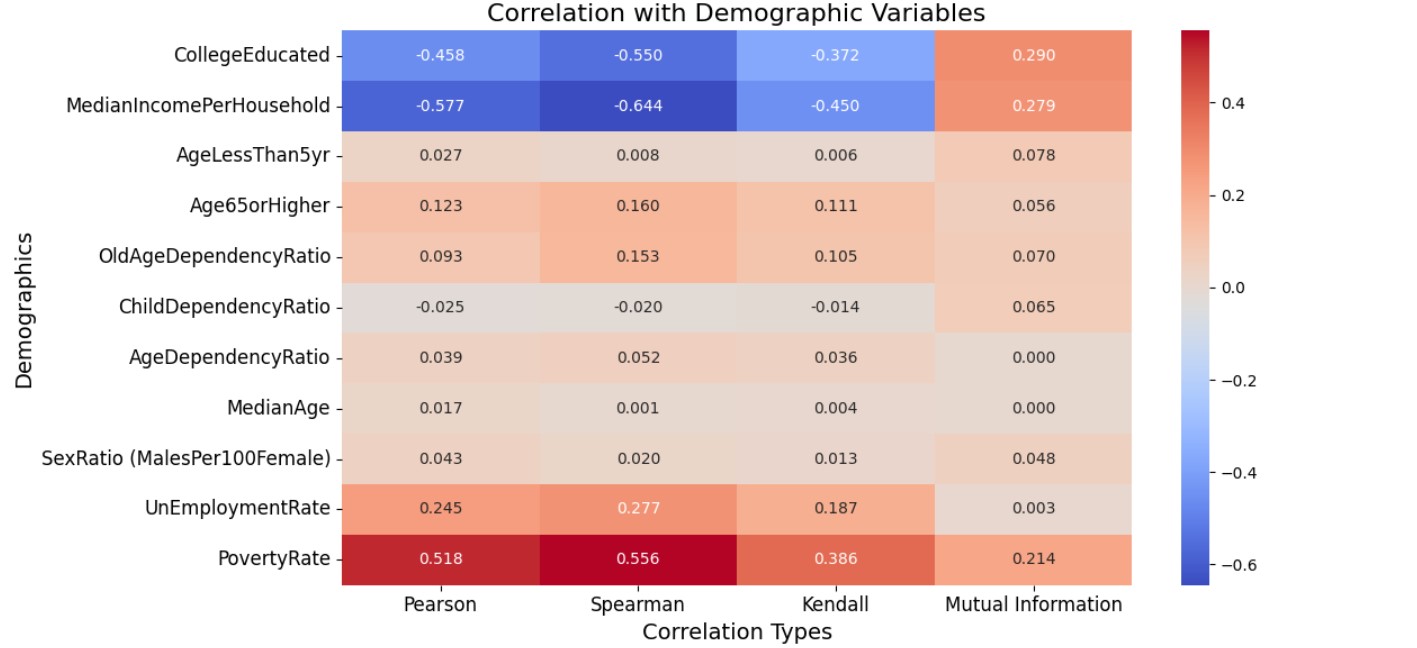 Correlation with Demographic Variables
Demographics
CollegeEducated -0.458 -0.550 -0.372 0.290
MedianIncomePerHousehold -0.577 -0.644 -0.450 0.279
AgeLessThan5yr 0.027 0.008 0.006 0.078
Age65orHigher 0.123 0.160 0.111 0.056
OldAgeDependencyRatio 0.093 0.153 0.105 0.070
ChildDependencyRatio -0.025 -0.020 -0.014 0.065
AgeDependencyRatio 0.039 0.052 0.036 0.000
MedianAge 0.017 0.001 0.004 0.000
SexRatio (MalesPer100Female) 0.043 0.020 0.013 0.048
UnEmploymentRate 0.245 0.277 0.187 0.003
PovertyRate 0.518 0.556 0.386 0.214
Pearson Spearman Kendall Mutual Information
Correlation Types
0.4
0.2
0.0
−0.2
−0.4
−0.6